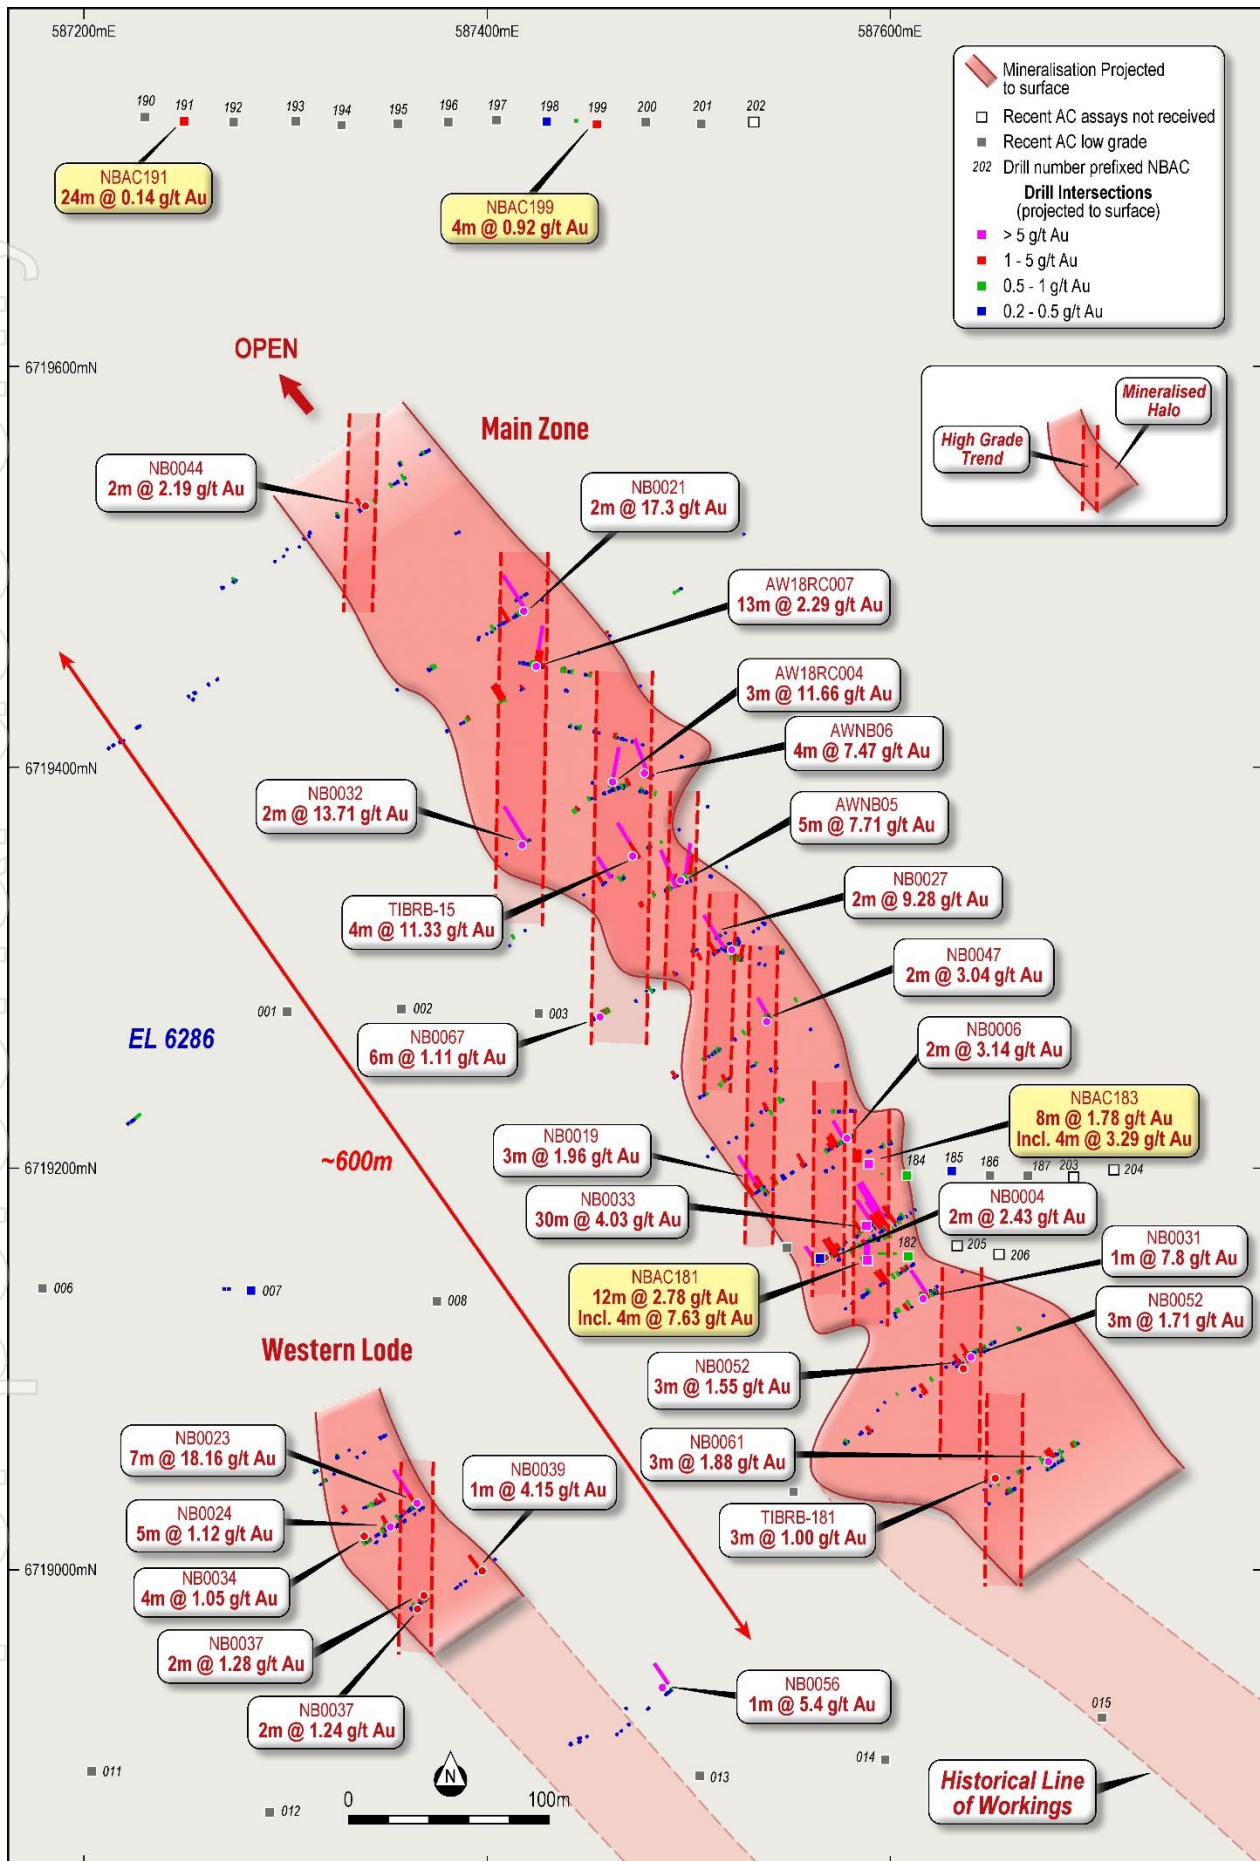 587200mE
587400mE
587600mE
Mineralisation Projected
to surface
Recent AC assays not received
Recent AC low grade
202 Drill number prefixed NBAC
Drill Intersections
(projected to surface)
> 5 g/t Au
1 - 5 g/t Au
0.5 - 1 g/t Au
0.2 - 0.5 g/t Au
190
191
192
193
194
195
196
197
198
199
200
201
202
NBAC191
24m @ 0.14 g/t Au
NBAC199
4m @ 0.92 g/t Au
6719600mN
OPEN
Main Zone
Mineralised
Halo
High Grade
Trend
NB0044
2m @ 2.19 g/t Au
NB0021
2m @ 17.3 g/t Au
AW18RC007
13m @ 2.29 g/t Au
AW18RC004
3m @ 11.66 g/t Au
AWNB06
4m @ 7.47 g/t Au
6719400mN
NB0032
2m @ 13.71 g/t Au
AWNB05
5m @ 7.71 g/t Au
NB0027
2m @ 9.28 g/t Au
TIBRB-15
4m @ 11.33 g/t Au
NB0047
2m @ 3.04 g/t Au
001
002
003
EL 6286
NB0067
6m @ 1.11 g/t Au
NB0006
2m @ 3.14 g/t Au
NBAC183
8m @ 1.78 g/t Au
Incl. 4m @ 3.29 g/t Au
NB0019
3m @ 1.96 g/t Au
6719200mN
~600m
184
185
186
187
203
204
NB0033
30m @ 4.03 g/t Au
NB0004
2m @ 2.43 g/t Au
182
205
206
NB0031
1m @ 7.8 g/t Au
NBAC181
12m @ 2.78 g/t Au
Incl. 4m @ 7.63 g/t Au
006
007
008
NB0052
3m @ 1.71 g/t Au
Western Lode
NB0052
3m @ 1.55 g/t Au
NB0023
7m @ 18.16 g/t Au
NB0039
1m @ 4.15 g/t Au
NB0061
3m @ 1.88 g/t Au
NB0024
5m @ 1.12 g/t Au
TIBRB-181
3m @ 1.00 g/t Au
6719000mN
NB0034
4m @ 1.05 g/t Au
NB0037
2m @ 1.28 g/t Au
NB0037
2m @ 1.24 g/t Au
NB0056
1m @ 5.4 g/t Au
015
011
012
013
014
N
0
100m
Historical Line
of Workings